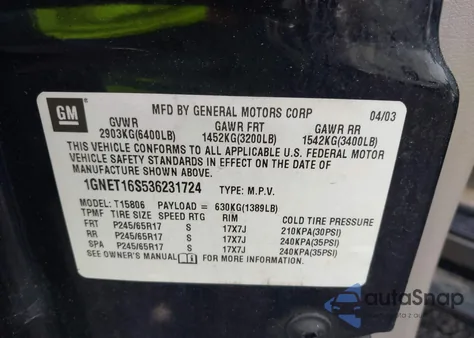 GM
MFD BY GENERAL MOTORS CORP 04/03
GVWR GAWR FRT GAWR RR
2903KG(6400LB) 1452KG(3200LB) 1542KG(3400LB)
THIS VEHICLE CONFORMS TO ALL APPLICABLE U.S. FEDERAL MOTOR
VEHICLE SAFETY STANDARDS IN EFFECT ON THE DATE OF
MANUFACTURE SHOWN ABOVE.
1GNET16S536231724 TYPE: M.P.V.
MODEL: T15806 PAYLOAD = 630KG(1389LB)
TPMF TIRE SIZE SPEED RTG RIM COLD TIRE PRESSURE
FRT P245/65R17 S 17X7J 210KPA(30PSI)
RR P245/65R17 S 17X7J 240KPA(35PSI)
SPA P245/65R17 S 17X7J 240KPA(35PSI)
SEE OWNER'S MANUAL FOR MORE INFORMATION
autaSnap